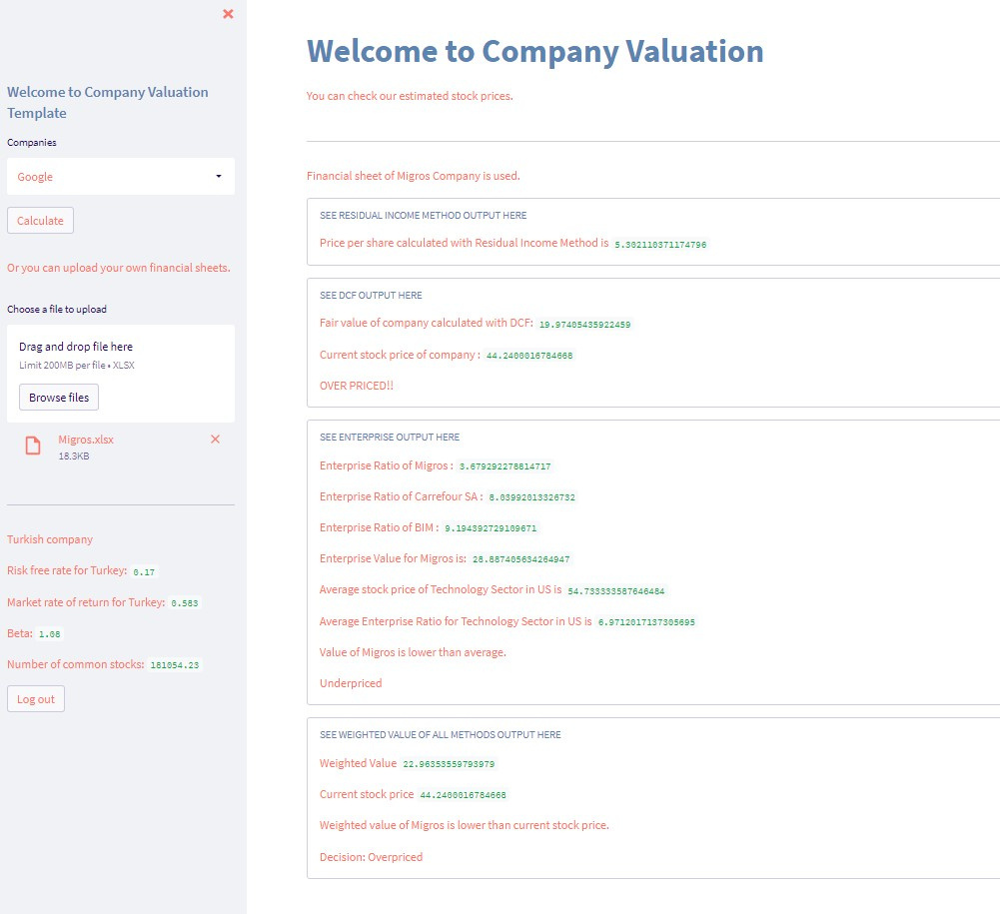 Welcome to Company Valuation
Template
Companies
Google
Calculate
Or you can upload your own financial sheets.
Choose a file to upload
Drag and drop file here
Limit 200MB per file • XLSX
Browse files
Migros.xlsx
18.3KB
Turkish company
Risk free rate for Turkey: 0.17
Market rate of return for Turkey: 0.583
Beta: 1.08
Number of common stocks: 181054.23
Log out
Welcome to Company Valuation
You can check our estimated stock prices.
Financial sheet of Migros Company is used.
SEE RESIDUAL INCOME METHOD OUTPUT HERE
Price per share calculated with Residual Income Method is 5.302110371174796
SEE DCF OUTPUT HERE
Fair value of company calculated with DCF: 19.97405435922459
Current stock price of company : 44.2400016784668
OVER PRICED!!
SEE ENTERPRISE OUTPUT HERE
Enterprise Ratio of Migros : 3.679292278814717
Enterprise Ratio of Carrefour SA : 8.03992013326732
Enterprise Ratio of BIM : 9.194392729109671
Enterprise Value for Migros is: 28.887405634264947
Average stock price of Technology Sector in US is 54.733333587646484
Average Enterprise Ratio for Technology Sector in US is 6.9712017137305695
Value of Migros is lower than average.
Underpriced
SEE WEIGHTED VALUE OF ALL METHODS OUTPUT HERE
Weighted Value 22.96353559793979
Current stock price 44.2400016784668
Weighted value of Migros is lower than current stock price.
Decision: Overpriced